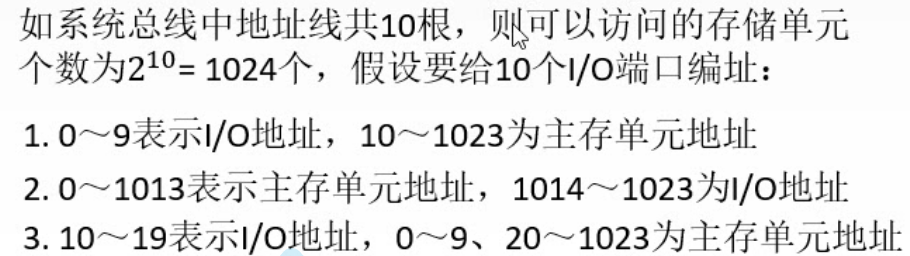 如系统总线中地址线共10根，则可以访问的存储单元
个数为2¹⁰= 1024个，假设要给10个I/O端口编址：
1. 0～9表示I/O地址，10～1023为主存单元地址
2. 0～1013表示主存单元地址，1014～1023为I/O地址
3. 10～19表示I/O地址，0～9、20～1023为主存单元地址